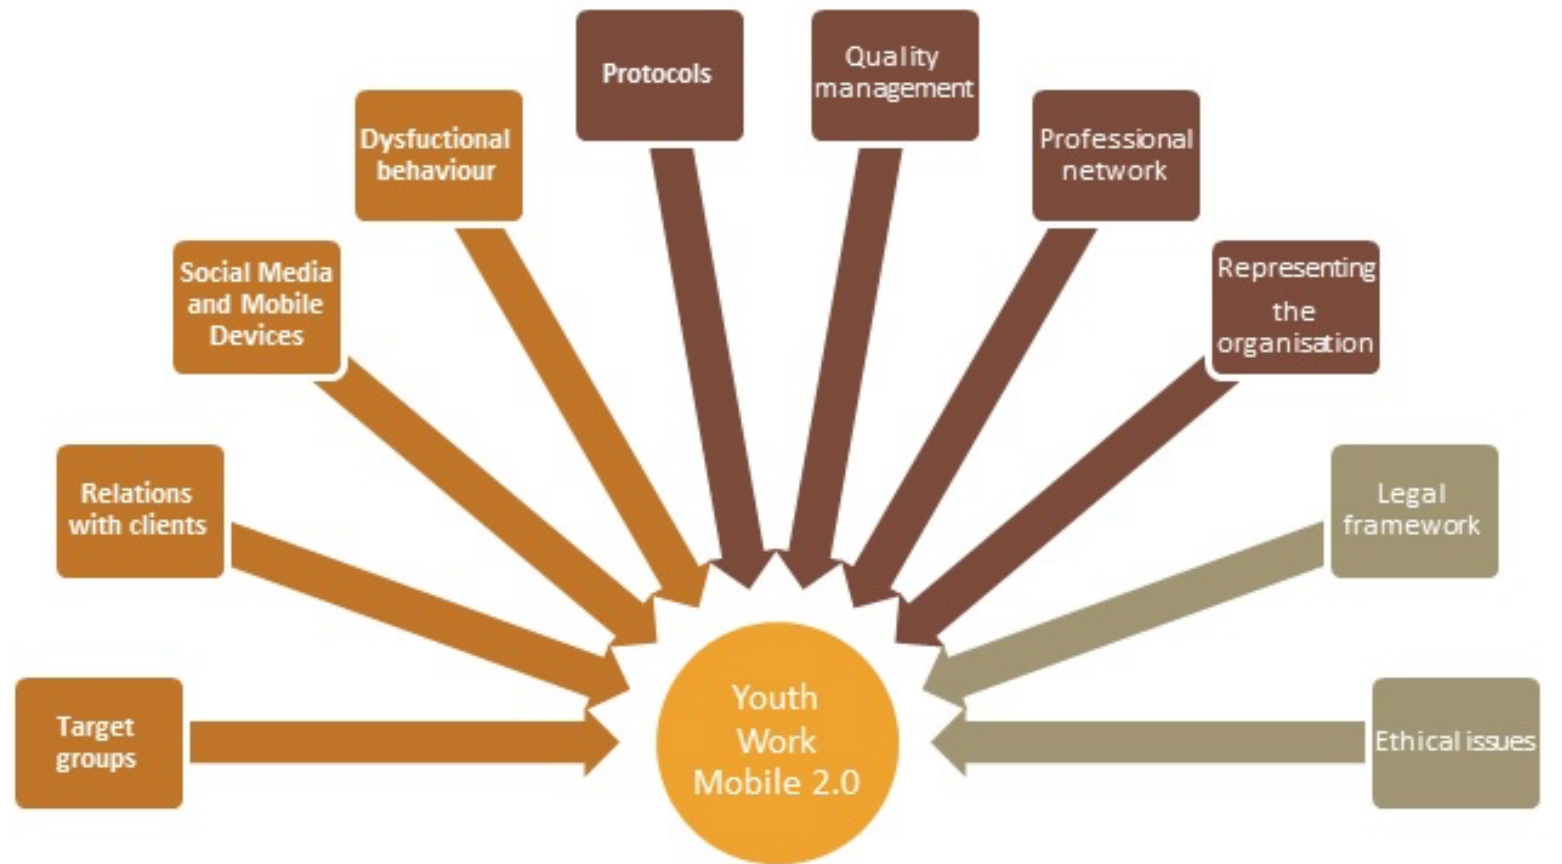 Protocols
Quality
management
Dysfuctional
behaviour
Professional
network
Social Media
and Mobile
Devices
Representing
the
organisation
Relations
with clients
Legal
framework
Target
groups
Youth
Work
Mobile 2.0
Ethical issues